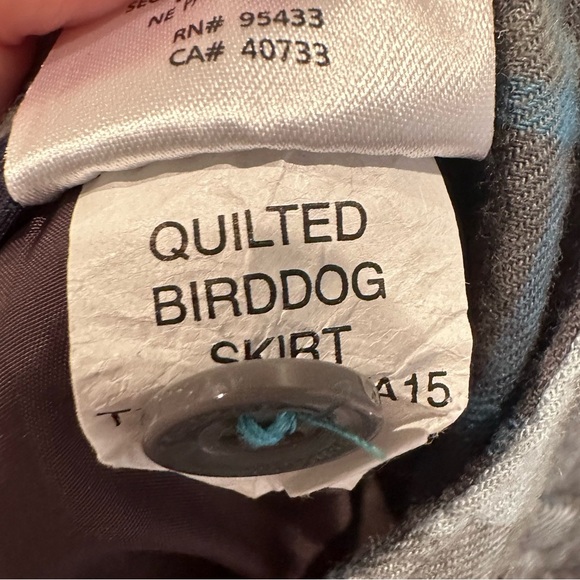 RN# 95433
CA# 40733
QUILTED
BIRDDOG
SKIRT
T A15